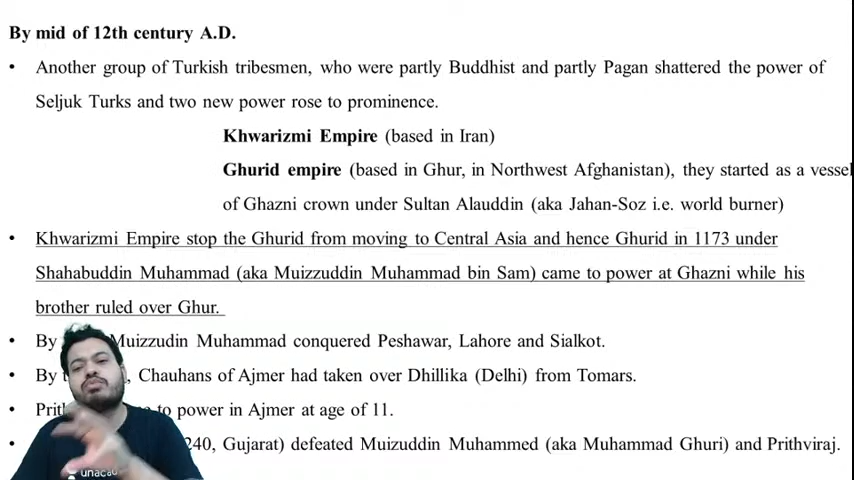 By mid of 12th century A.D.
• Another group of Turkish tribesmen, who were partly Buddhist and partly Pagan shattered the power of
Seljuk Turks and two new power rose to prominence.
Khwarizmi Empire (based in Iran)
Ghurid empire (based in Ghur, in Northwest Afghanistan), they started as a vessel
of Ghazni crown under Sultan Alauddin (aka Jahan-Soz i.e. world burner)
• Khwarizmi Empire stop the Ghurid from moving to Central Asia and hence Ghurid in 1173 under
Shahabuddin Muhammad (aka Muizzuddin Muhammad bin Sam) came to power at Ghazni while his
brother ruled over Ghur.
• By Muizzudin Muhammad conquered Peshawar, Lahore and Sialkot.
• By , Chauhans of Ajmer had taken over Dhillika (Delhi) from Tomars.
• to power in Ajmer at age of 11.
• 240, Gujarat) defeated Muizuddin Muhammed (aka Muhammad Ghuri) and Prithviraj.